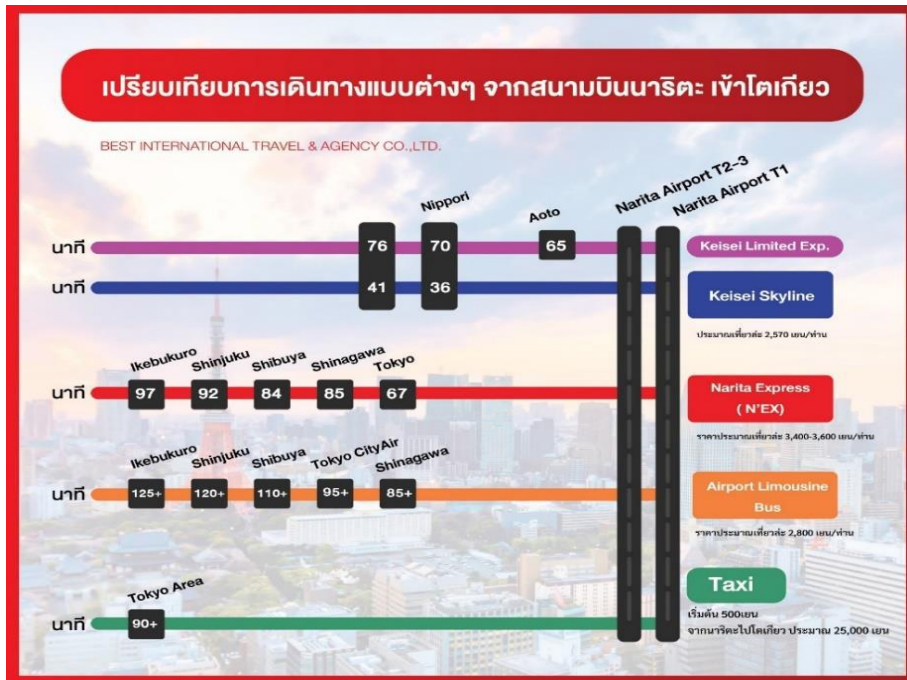 เปรียบเทียบการเดินทางแบบต่างๆ จากสนามบินนาริตะ เข้าโตเกียว
BEST INTERNATIONAL TRAVEL & AGENCY CO.,LTD.
Nippori
Aoto
Narita Airport T2-3
Narita Airport T1
นาที
76
70
65
Keisei Limited Exp.
นาที
41
36
Keisei Skyline
ประมาณเที่ยวล่ะ 2,570 เยน/ท่าน
Ikebukuro
Shinjuku
Shibuya
Shinagawa
Tokyo
นาที
97
92
84
85
67
Narita Express
( N'EX)
ราคาประมาณเที่ยวล่ะ 3,400-3,600 เยน/ท่าน
Ikebukuro
Shinjuku
Shibuya
Tokyo CityAir
Shinagawa
นาที
125+
120+
110+
95+
85+
Airport Limousine
Bus
ราคาประมาณเที่ยวล่ะ 2,800 เยน/ท่าน
Tokyo Area
นาที
90+
Taxi
เริ่มต้น 500เยน
จากนาริตะไปโตเกียว ประมาณ 25,000 เยน